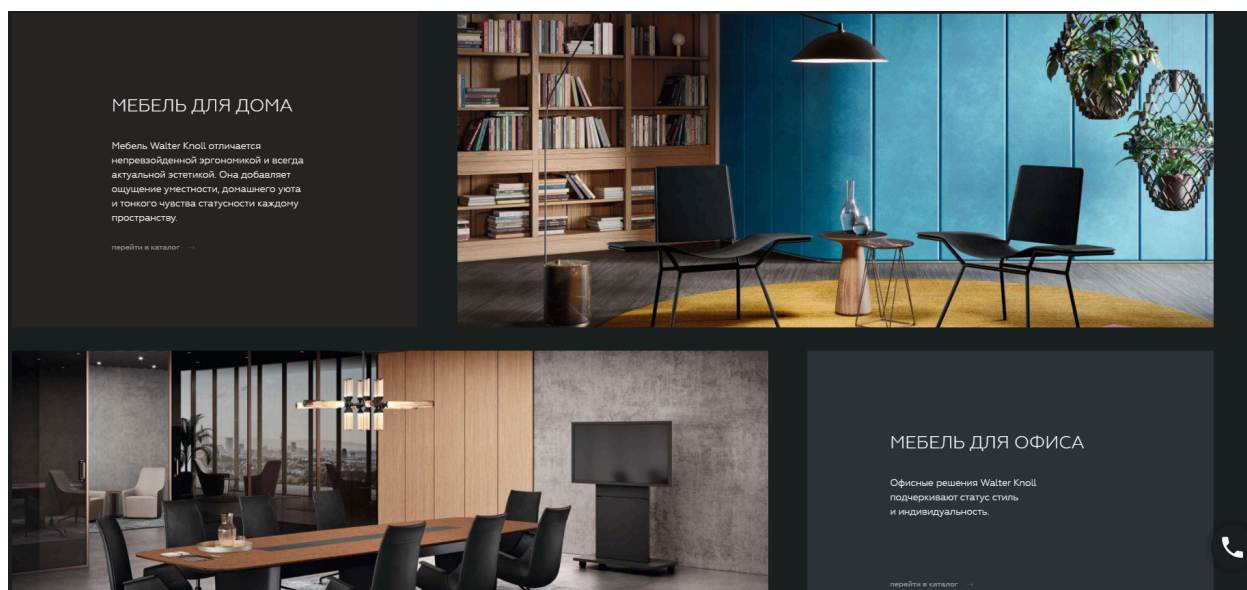 МЕБЕЛЬ ДЛЯ ДОМА
Мебель Walter Knoll отличается
непревзойденной эргономикой и всегда
актуальной эстетикой. Она добавляет
ощущение уместности, домашнего уюта
и тонкого чувства статусности каждому
пространству.
перейти в каталог →
МЕБЕЛЬ ДЛЯ ОФИСА
Офисные решения Walter Knoll
подчеркивают статус стиль
и индивидуальность.
перейти в каталог →